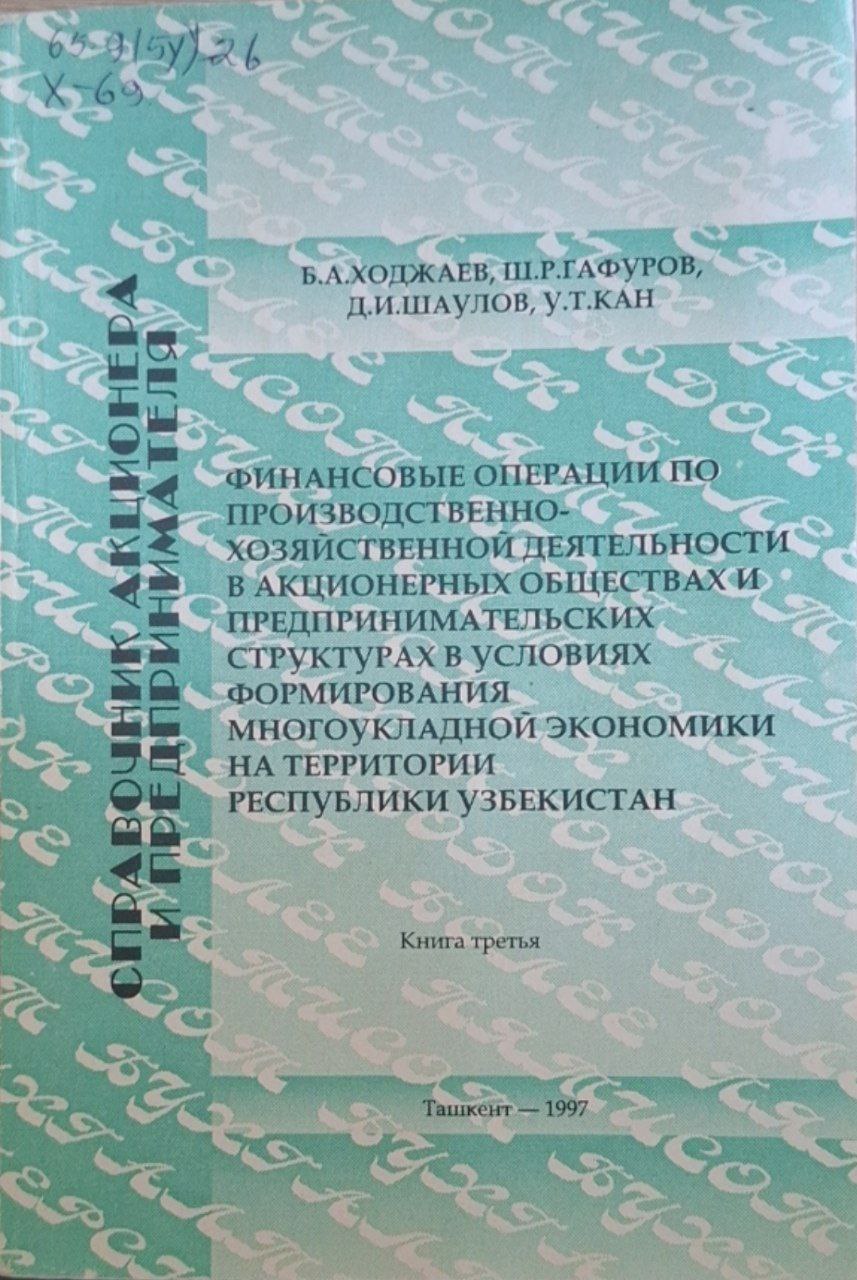 65.9(5У)26
Х-69
Б.А.ХОДЖАЕВ, Ш.Р.ГАФУРОВ,
Д.И.ШАУЛОВ, У.Т.КАН
СПРАВОЧНИК АКЦИОНЕРА
И ПРЕДПРИНИМАТЕЛЯ
ФИНАНСОВЫЕ ОПЕРАЦИИ ПО
ПРОИЗВОДСТВЕННО-
ХОЗЯЙСТВЕННОЙ ДЕЯТЕЛЬНОСТИ
В АКЦИОНЕРНЫХ ОБЩЕСТВАХ И
ПРЕДПРИНИМАТЕЛЬСКИХ
СТРУКТУРАХ В УСЛОВИЯХ
ФОРМИРОВАНИЯ
МНОГОУКЛАДНОЙ ЭКОНОМИКИ
НА ТЕРРИТОРИИ
РЕСПУБЛИКИ УЗБЕКИСТАН
Книга третья
Ташкент — 1997